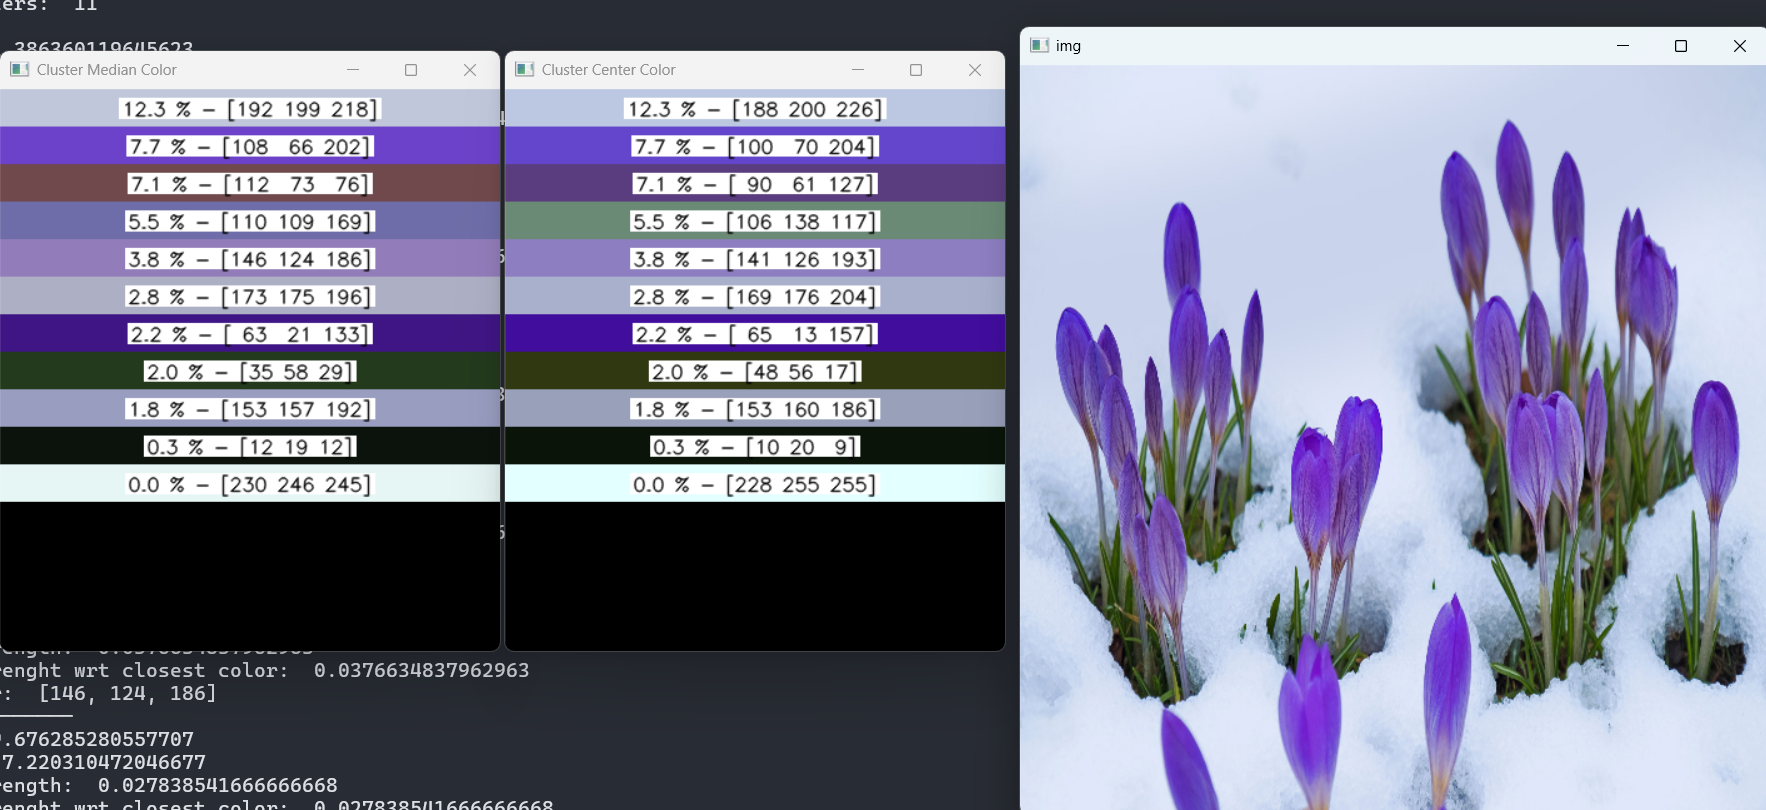 ers:  11
.386360119645623
Cluster Median Color
12.3 % - [192 199 218]
7.7 % - [108  66 202]
7.1 % - [112  73  76]
5.5 % - [110 109 169]
3.8 % - [146 124 186]
2.8 % - [173 175 196]
2.2 % - [ 63  21 133]
2.0 % - [35 58 29]
1.8 % - [153 157 192]
0.3 % - [12 19 12]
0.0 % - [230 246 245]
Cluster Center Color
12.3 % - [188 200 226]
7.7 % - [100  70 204]
7.1 % - [ 90  61 127]
5.5 % - [106 138 117]
3.8 % - [141 126 193]
2.8 % - [169 176 204]
2.2 % - [ 65  13 157]
2.0 % - [48 56 17]
1.8 % - [153 160 186]
0.3 % - [10 20  9]
0.0 % - [228 255 255]
img
renght wrt closest color:  0.0376634837962963
:  [146, 124, 186]
.676285280557707
7.220310472046677
rength:  0.027838541666666668
renght wrt closest color:  0.027838541666666668